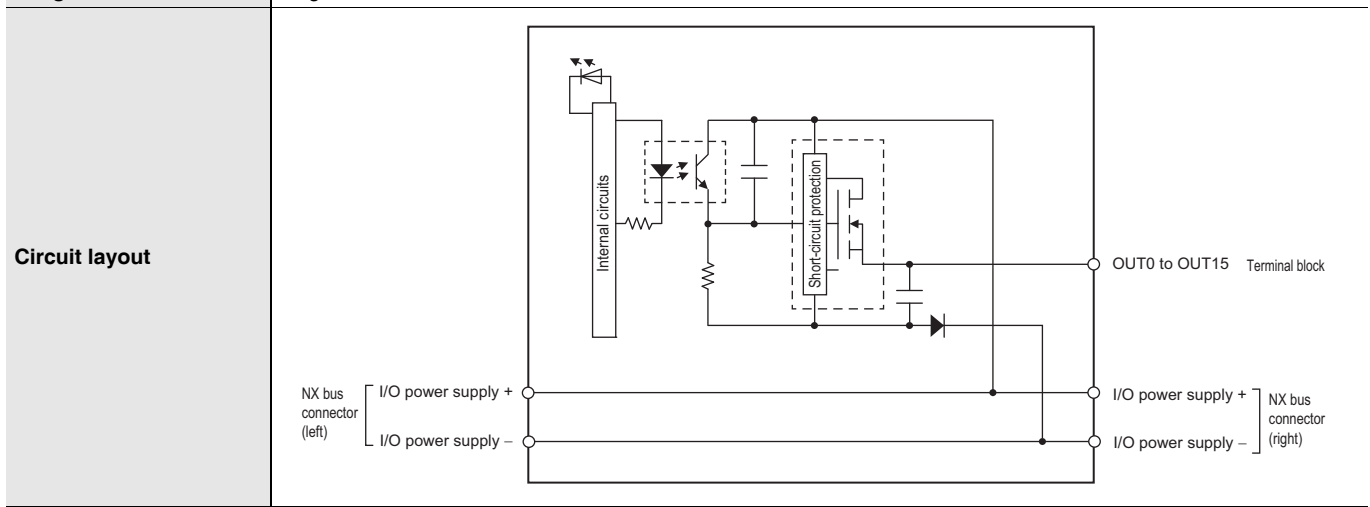 Circuit layout
Internal circuits
Short-circuit protection
OUT0 to OUT15 Terminal block
NX bus
connector
(left)
I/O power supply +
I/O power supply −
I/O power supply +
I/O power supply −
NX bus
connector
(right)